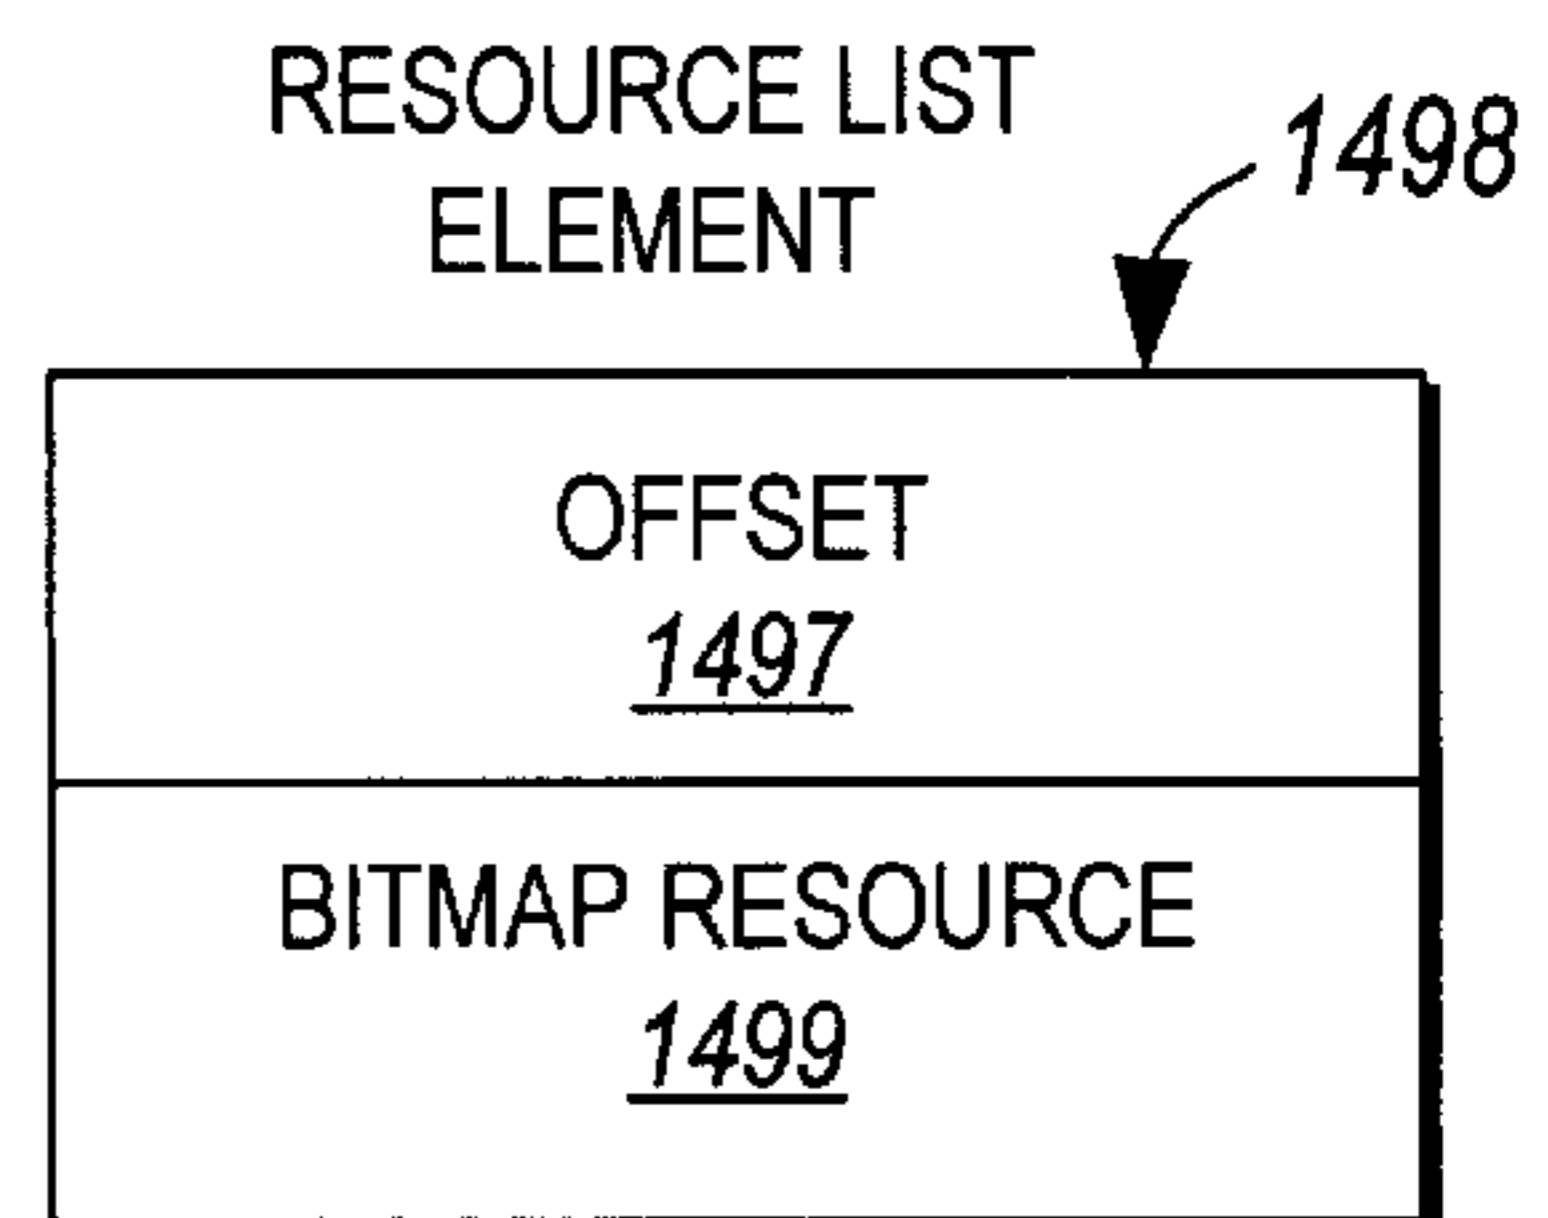 RESOURCE LIST
ELEMENT
1498
OFFSET
1497
BITMAP RESOURCE
1499